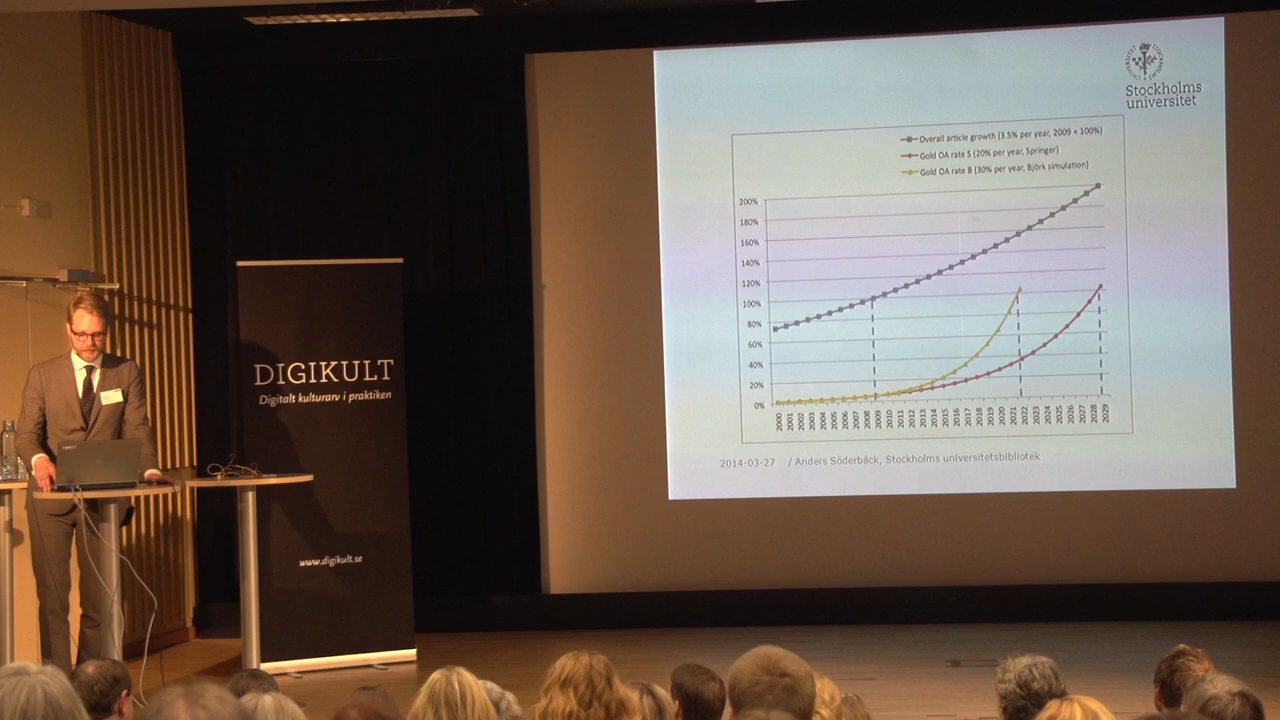 STOCKHOLMS UNIVERSITET
Stockholms
universitet
Overall article growth (3.5% per year, 2009 = 100%)
Gold OA rate S (20% per year, Springer)
Gold OA rate B (30% per year, Björk simulation)
200%
180%
160%
140%
120%
100%
80%
60%
40%
20%
0%
2000 2001 2002 2003 2004 2005 2006 2007 2008 2009 2010 2011 2012 2013 2014 2015 2016 2017 2018 2019 2020 2021 2022 2023 2024 2025 2026 2027 2028 2029
2014-03-27 / Anders Söderbäck, Stockholms universitetsbibliotek
DIGIKULT
Digitalt kulturarv i praktiken
www.digikult.se